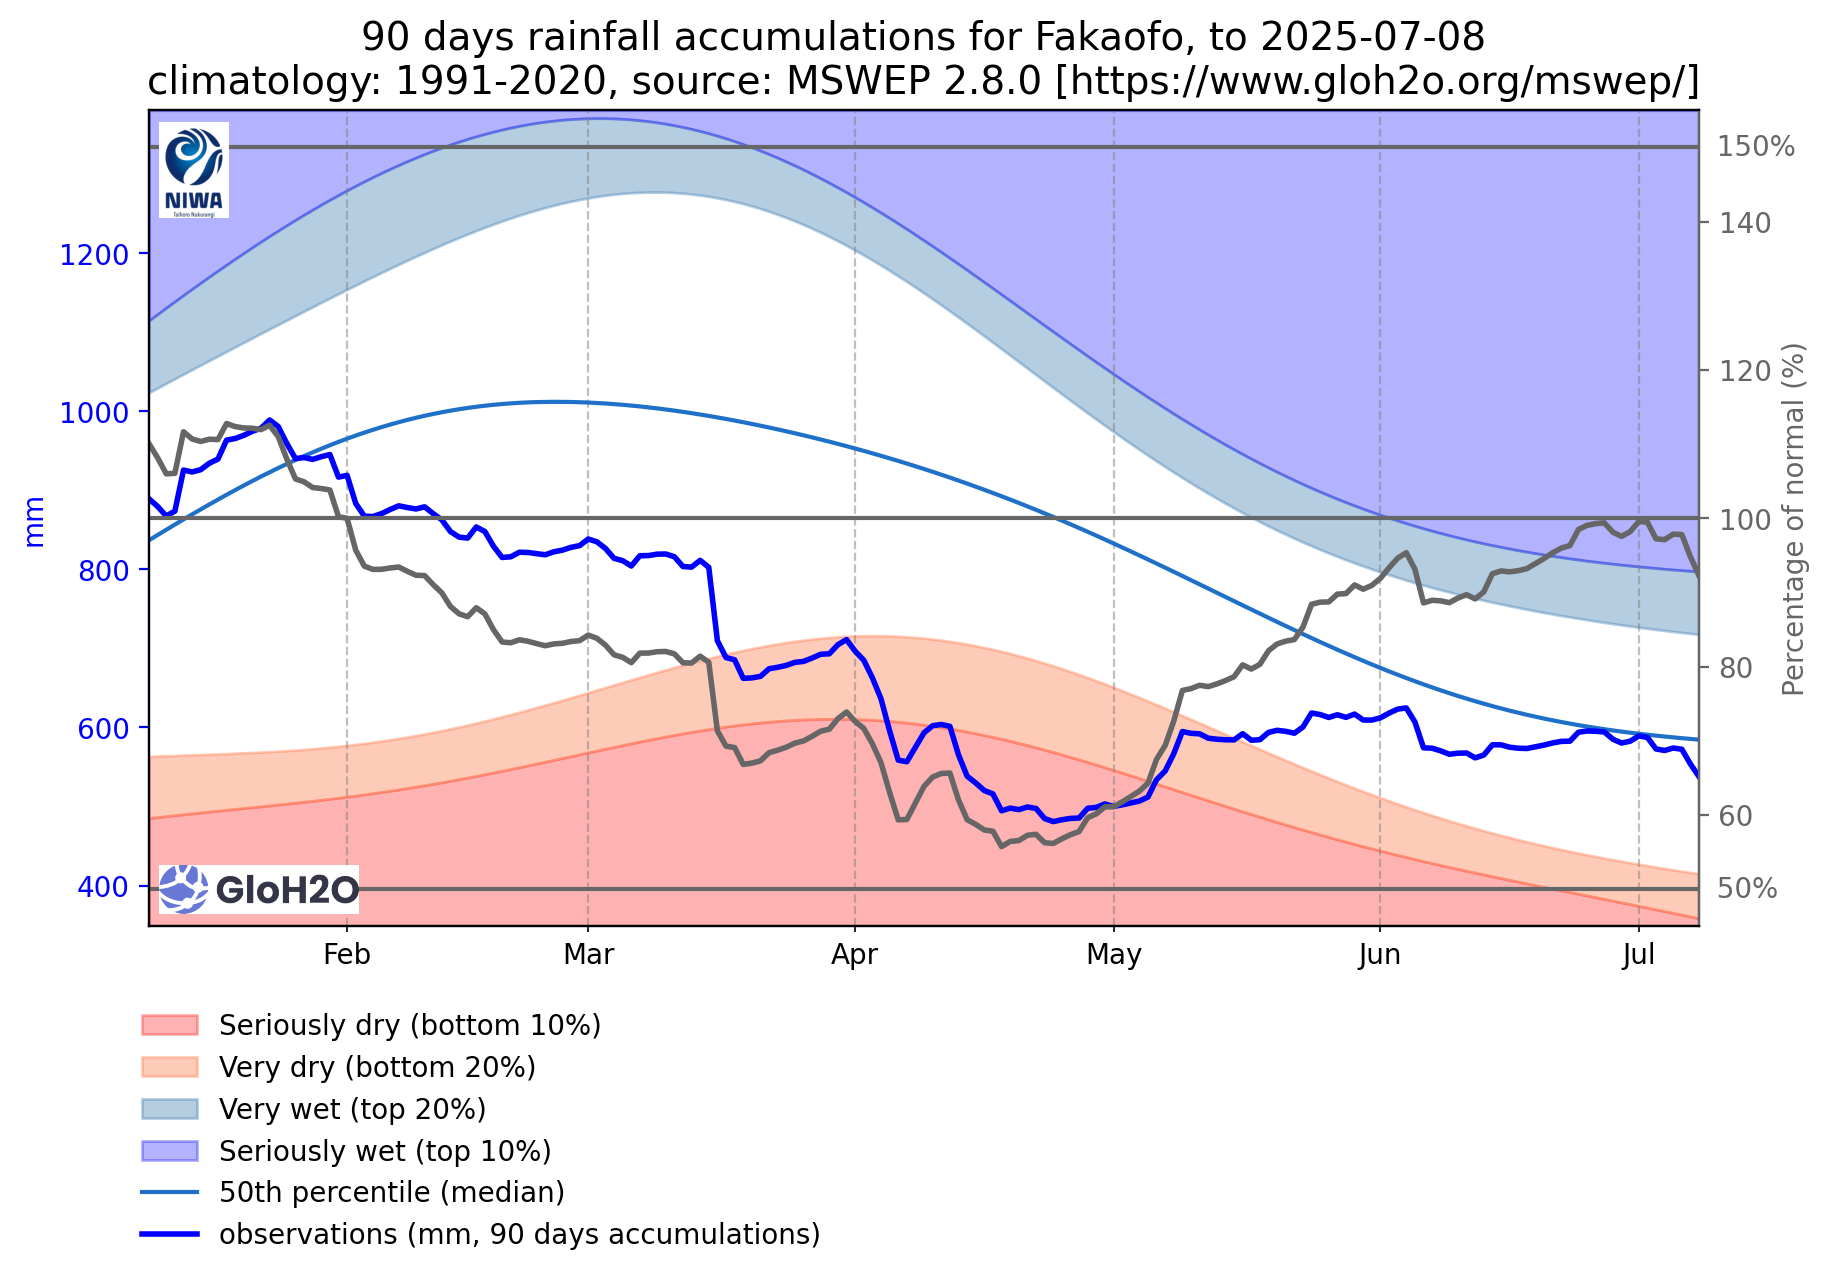 90 days rainfall accumulations for Fakaofo, to 2025-07-08
climatology: 1991-2020, source: MSWEP 2.8.0 [https://www.gloh2o.org/mswep/]
NIWA
Taihoro Nukurangi
150%
140
1200
120
1000
mm
100
Percentage of normal (%)
800
80
600
60
400
GloH2O
50%
Feb
Mar
Apr
May
Jun
Jul
Seriously dry (bottom 10%)
Very dry (bottom 20%)
Very wet (top 20%)
Seriously wet (top 10%)
50th percentile (median)
observations (mm, 90 days accumulations)